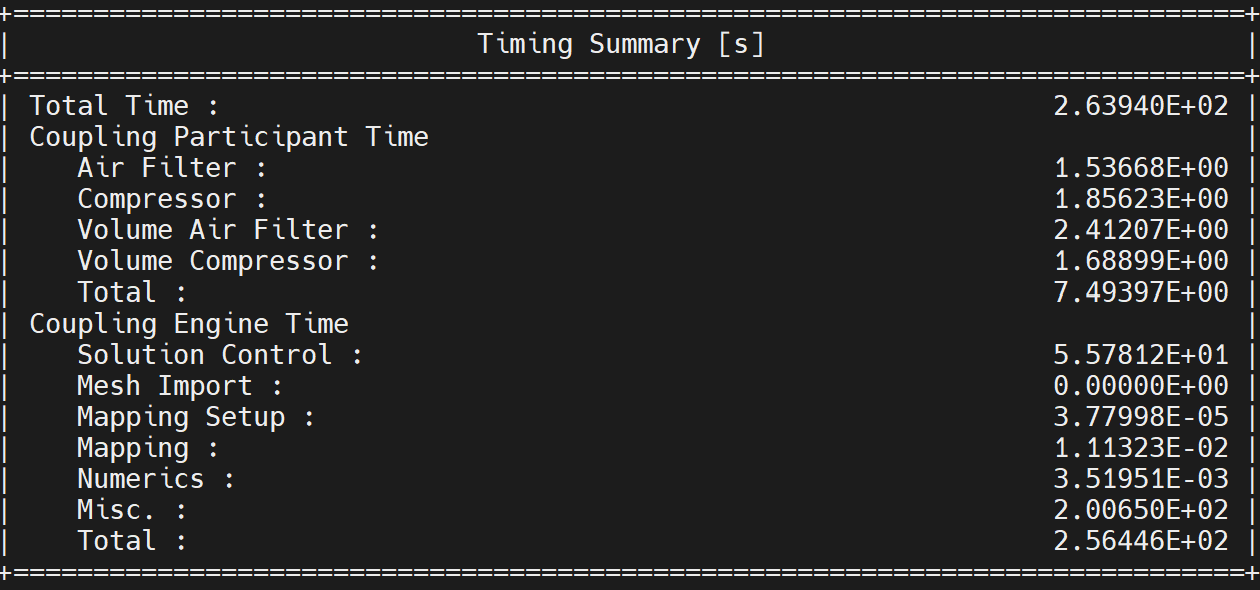 +=============================================================================+
| Timing Summary [s] |
+=============================================================================+
| Total Time : 2.63940E+02 |
| Coupling Participant Time |
| Air Filter : 1.53668E+00 |
| Compressor : 1.85623E+00 |
| Volume Air Filter : 2.41207E+00 |
| Volume Compressor : 1.68899E+00 |
| Total : 7.49397E+00 |
| Coupling Engine Time |
| Solution Control : 5.57812E+01 |
| Mesh Import : 0.00000E+00 |
| Mapping Setup : 3.77998E-05 |
| Mapping : 1.11323E-02 |
| Numerics : 3.51951E-03 |
| Misc. : 2.00650E+02 |
| Total : 2.56446E+02 |
+=============================================================================+